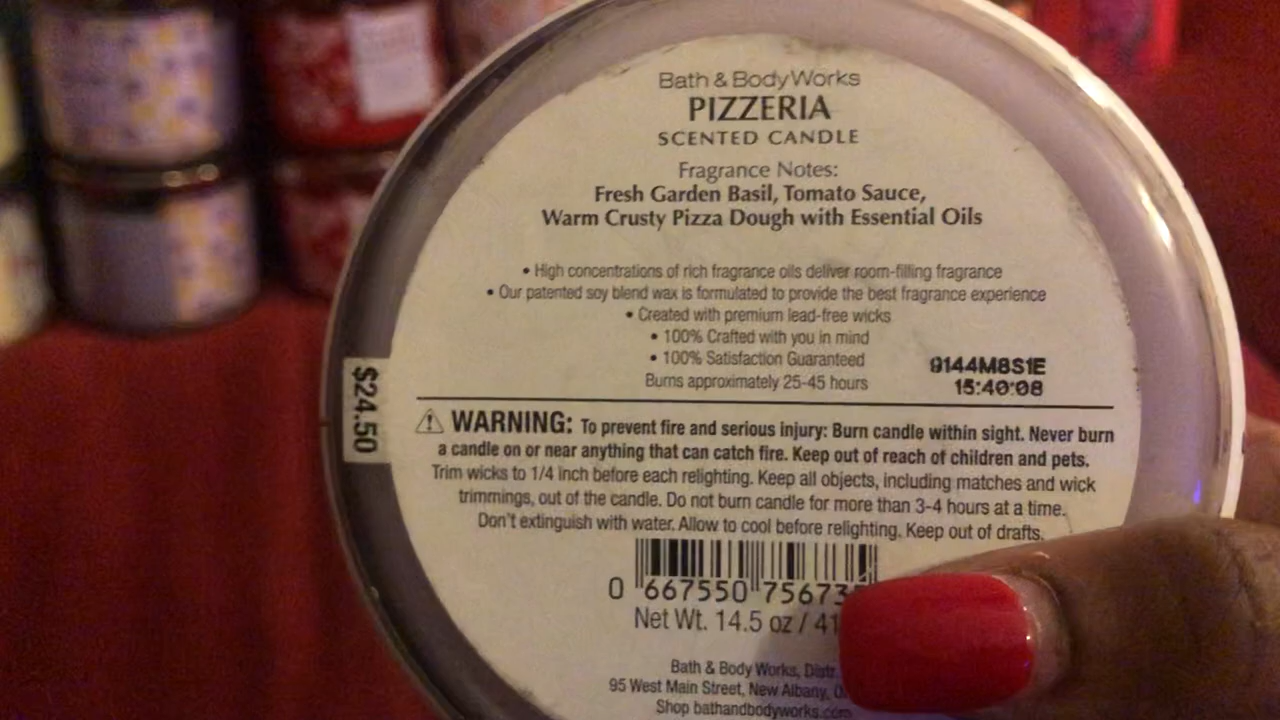 Bath & Body Works
PIZZERIA
SCENTED CANDLE
Fragrance Notes:
Fresh Garden Basil, Tomato Sauce,
Warm Crusty Pizza Dough with Essential Oils
• High concentrations of rich fragrance oils deliver room-filling fragrance
• Our patented soy blend wax is formulated to provide the best fragrance experience
• Created with premium lead-free wicks
• 100% Crafted with you in mind
• 100% Satisfaction Guaranteed
Burns approximately 25-45 hours
9144M8S1E
15:40:08
$24.50
WARNING: To prevent fire and serious injury: Burn candle within sight. Never burn
a candle on or near anything that can catch fire. Keep out of reach of children and pets.
Trim wicks to 1/4 inch before each relighting. Keep all objects, including matches and wick
trimmings, out of the candle. Do not burn candle for more than 3-4 hours at a time.
Don't extinguish with water. Allow to cool before relighting. Keep out of drafts.
0 667550 75673
Net Wt. 14.5 oz / 41
Bath & Body Works, Distr.
95 West Main Street, New Albany,
Shop bathandbodyworks.com